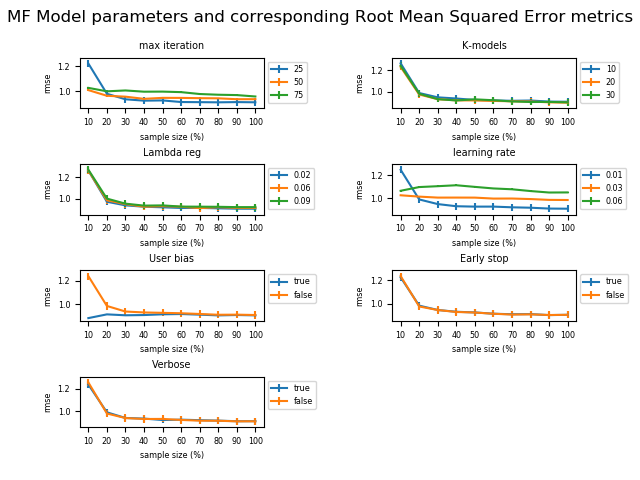 MF Model parameters and corresponding Root Mean Squared Error metrics
max iteration
rmse
1.2
1.0
10 20 30 40 50 60 70 80 90 100
sample size (%)
25
50
75
K-models
rmse
1.2
1.0
10 20 30 40 50 60 70 80 90 100
sample size (%)
10
20
30
Lambda reg
rmse
1.2
1.0
10 20 30 40 50 60 70 80 90 100
sample size (%)
0.02
0.06
0.09
learning rate
rmse
1.2
1.0
10 20 30 40 50 60 70 80 90 100
sample size (%)
0.01
0.03
0.06
User bias
rmse
1.2
1.0
10 20 30 40 50 60 70 80 90 100
sample size (%)
true
false
Early stop
rmse
1.2
1.0
10 20 30 40 50 60 70 80 90 100
sample size (%)
true
false
Verbose
rmse
1.2
1.0
10 20 30 40 50 60 70 80 90 100
sample size (%)
true
false